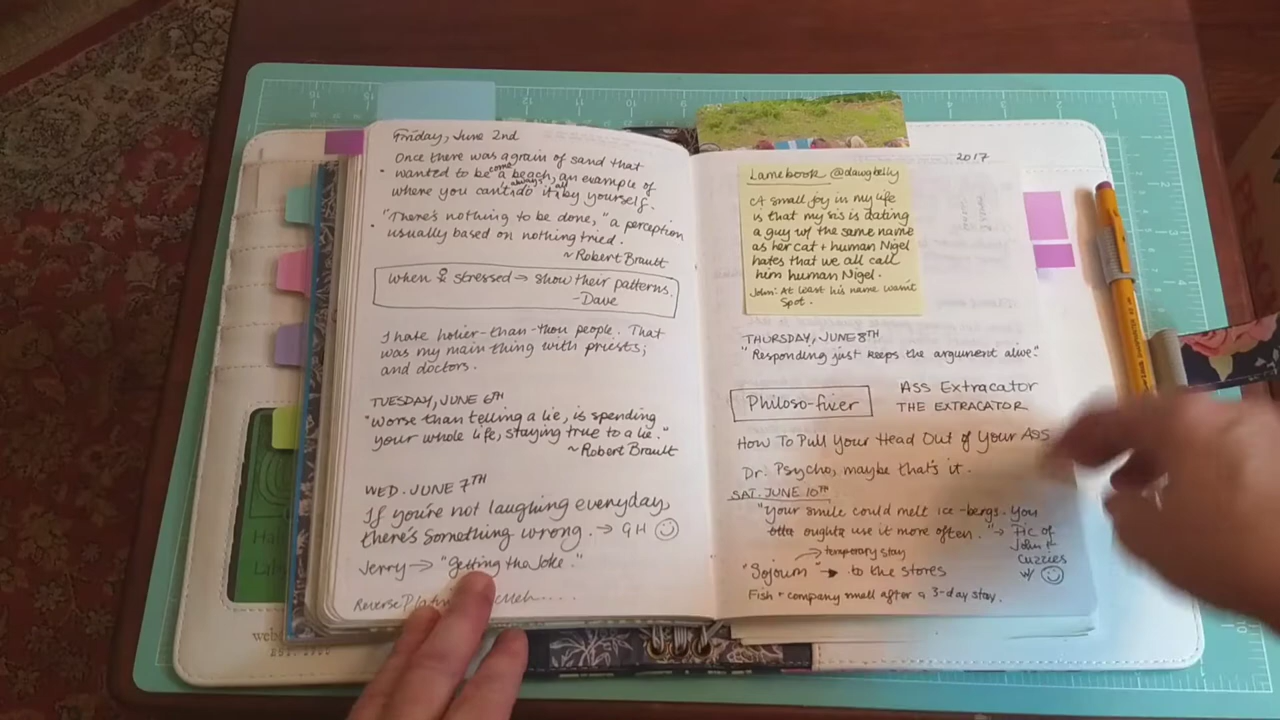 Friday, June 2nd
Once there was a grain of sand that
wanted to be come a beach, an example of
where you can't always do it all by yourself.
"There's nothing to be done," a perception
usually based on nothing tried.
~ Robert Brault
when stressed → show their patterns.
-Dave
I hate holier-than-thou people. That
was my main thing with priests;
and doctors.
TUESDAY, JUNE 6TH
"Worse than telling a lie, is spending
your whole life, staying true to a lie."
~ Robert Brault
WED. JUNE 7TH
If you're not laughing everyday,
there's something wrong. → GH
Jerry → "Getting the Joke."
2017
Lamebook @dawgbelly
A small joy in my life
is that my sis is dating
a guy w/ the same name
as her cat + human Nigel
hates that we all call
him human Nigel.
John: At least his name wasn't
Spot.
THURSDAY, JUNE 8TH
"Responding just keeps the argument alive."
Philoso-fixer
ASS Extracator
THE EXTRACATOR
How To Pull Your Head Out of Your ASS
Dr. Psycho, maybe that's it.
SAT. JUNE 10TH
"Your smile could melt ice-bergs. You
otta oughta use it more often." → Pic of
John +
Cuzzies
w/
→ temporary stay
"Sojourn" → to the stores
Fish + company smell after a 3-day stay.